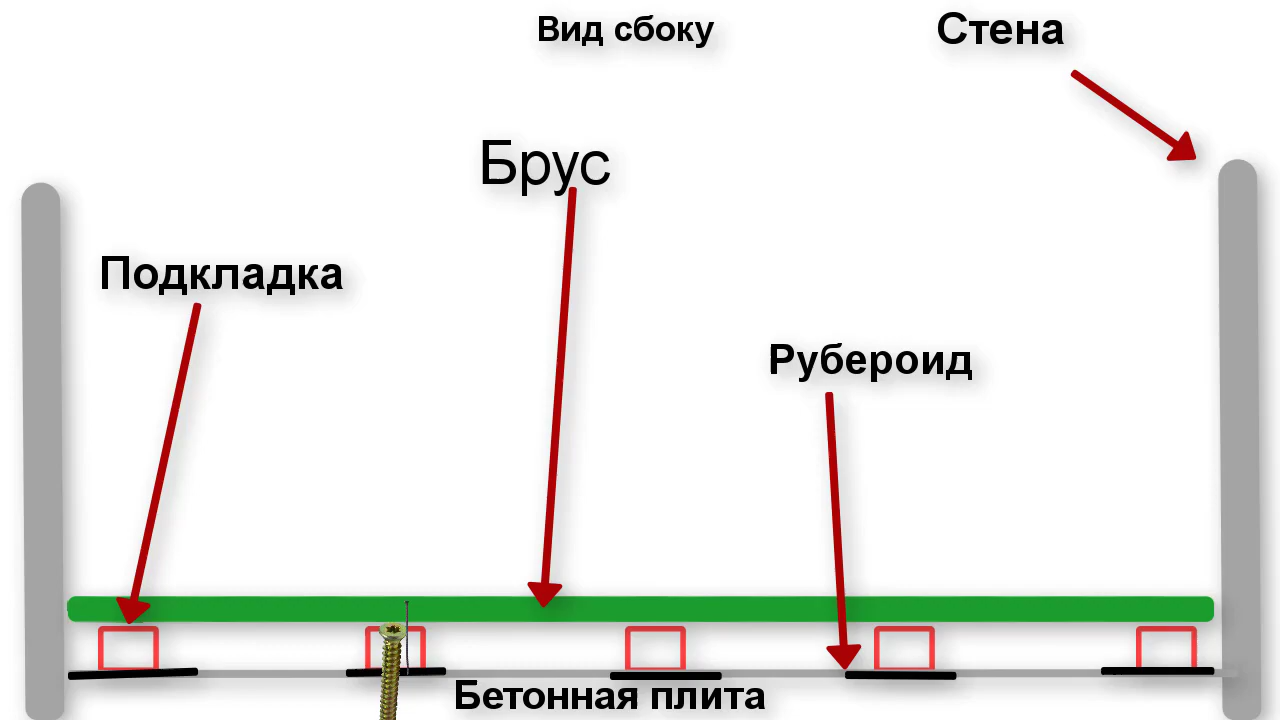 Вид сбоку
Стена
Брус
Подкладка
Рубероид
Бетонная плита